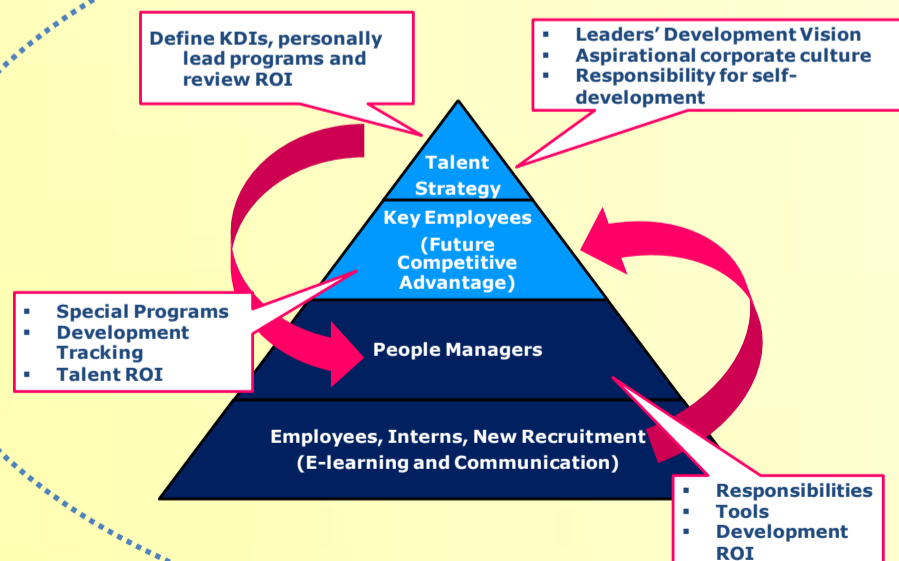 Define KDIs, personally
lead programs and
review ROI
▪ Leaders’ Development Vision
▪ Aspirational corporate culture
▪ Responsibility for self-
development
Talent
Strategy
Key Employees
(Future
Competitive
Advantage)
▪ Special Programs
▪ Development
Tracking
▪ Talent ROI
People Managers
Employees, Interns, New Recruitment
(E-learning and Communication)
▪ Responsibilities
▪ Tools
▪ Development
ROI